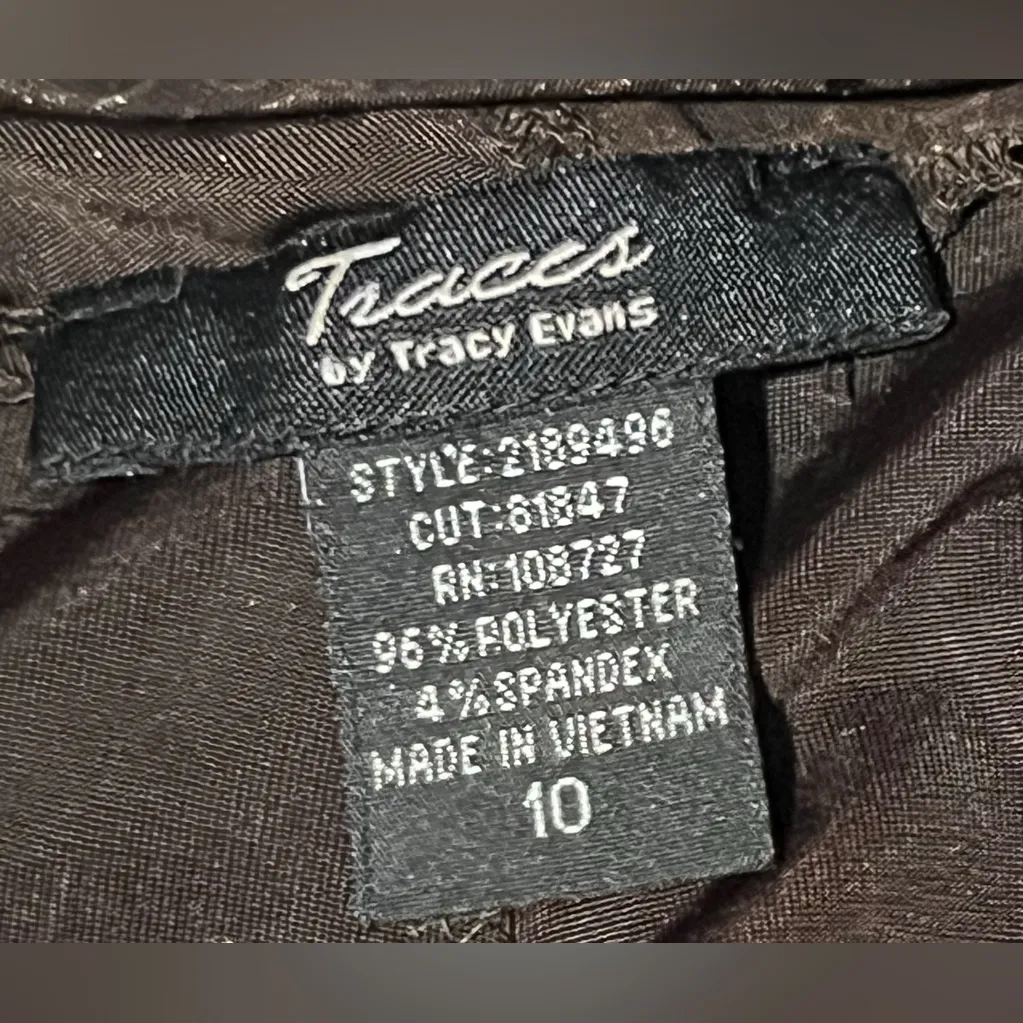 Traces
by Tracy Evans
STYLE:2189496
CUT:61847
RN:108727
96%POLYESTER
4%SPANDEX
MADE IN VIETNAM
10